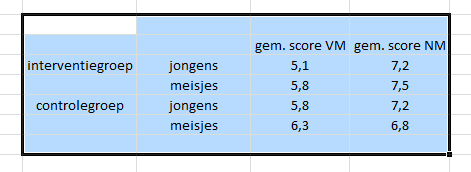 gem. score VM gem. score NM
interventiegroep jongens 5,1 7,2
meisjes 5,8 7,5
controlegroep jongens 5,8 7,2
meisjes 6,3 6,8